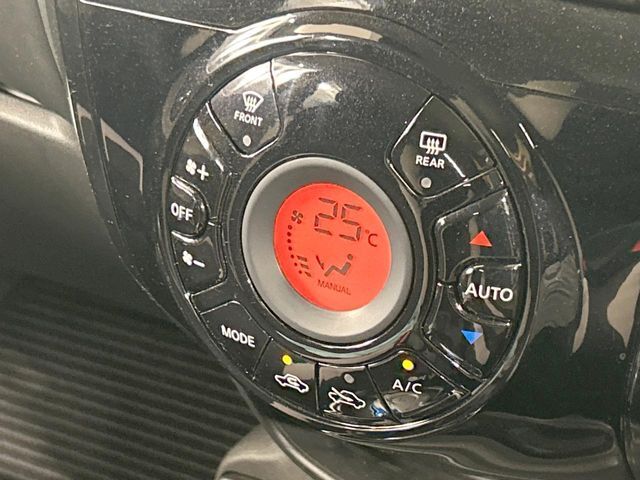 FRONT
REAR
+
OFF
-
25°C
MANUAL
AUTO
MODE
A/C